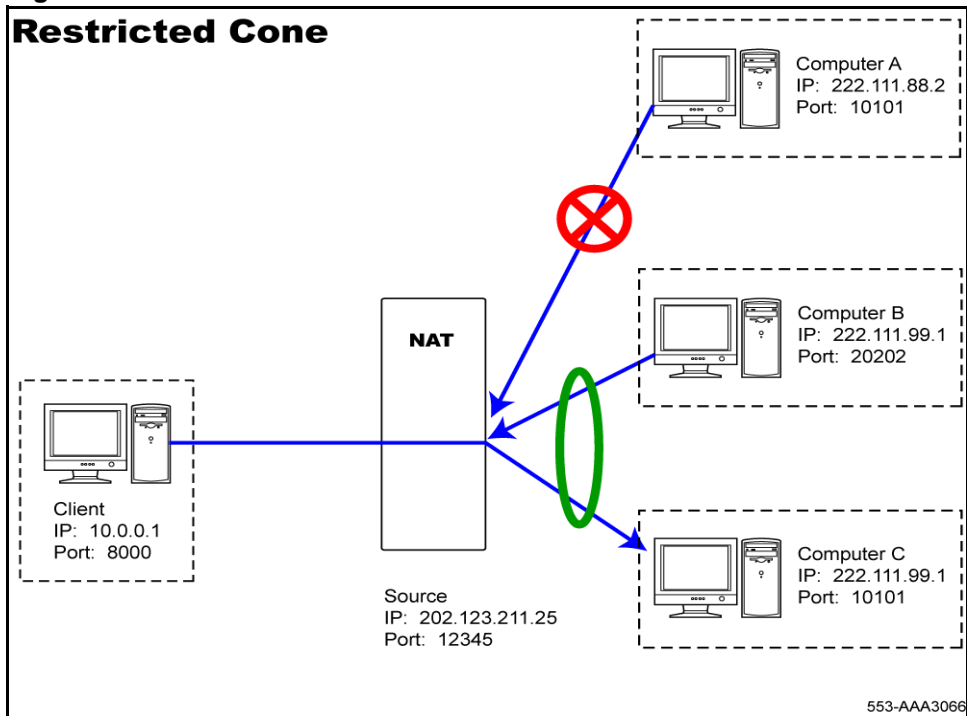 Restricted Cone
Computer A
IP: 222.111.88.2
Port: 10101
NAT
Computer B
IP: 222.111.99.1
Port: 20202
Client
IP: 10.0.0.1
Port: 8000
Source
IP: 202.123.211.25
Port: 12345
Computer C
IP: 222.111.99.1
Port: 10101
553-AAA3066